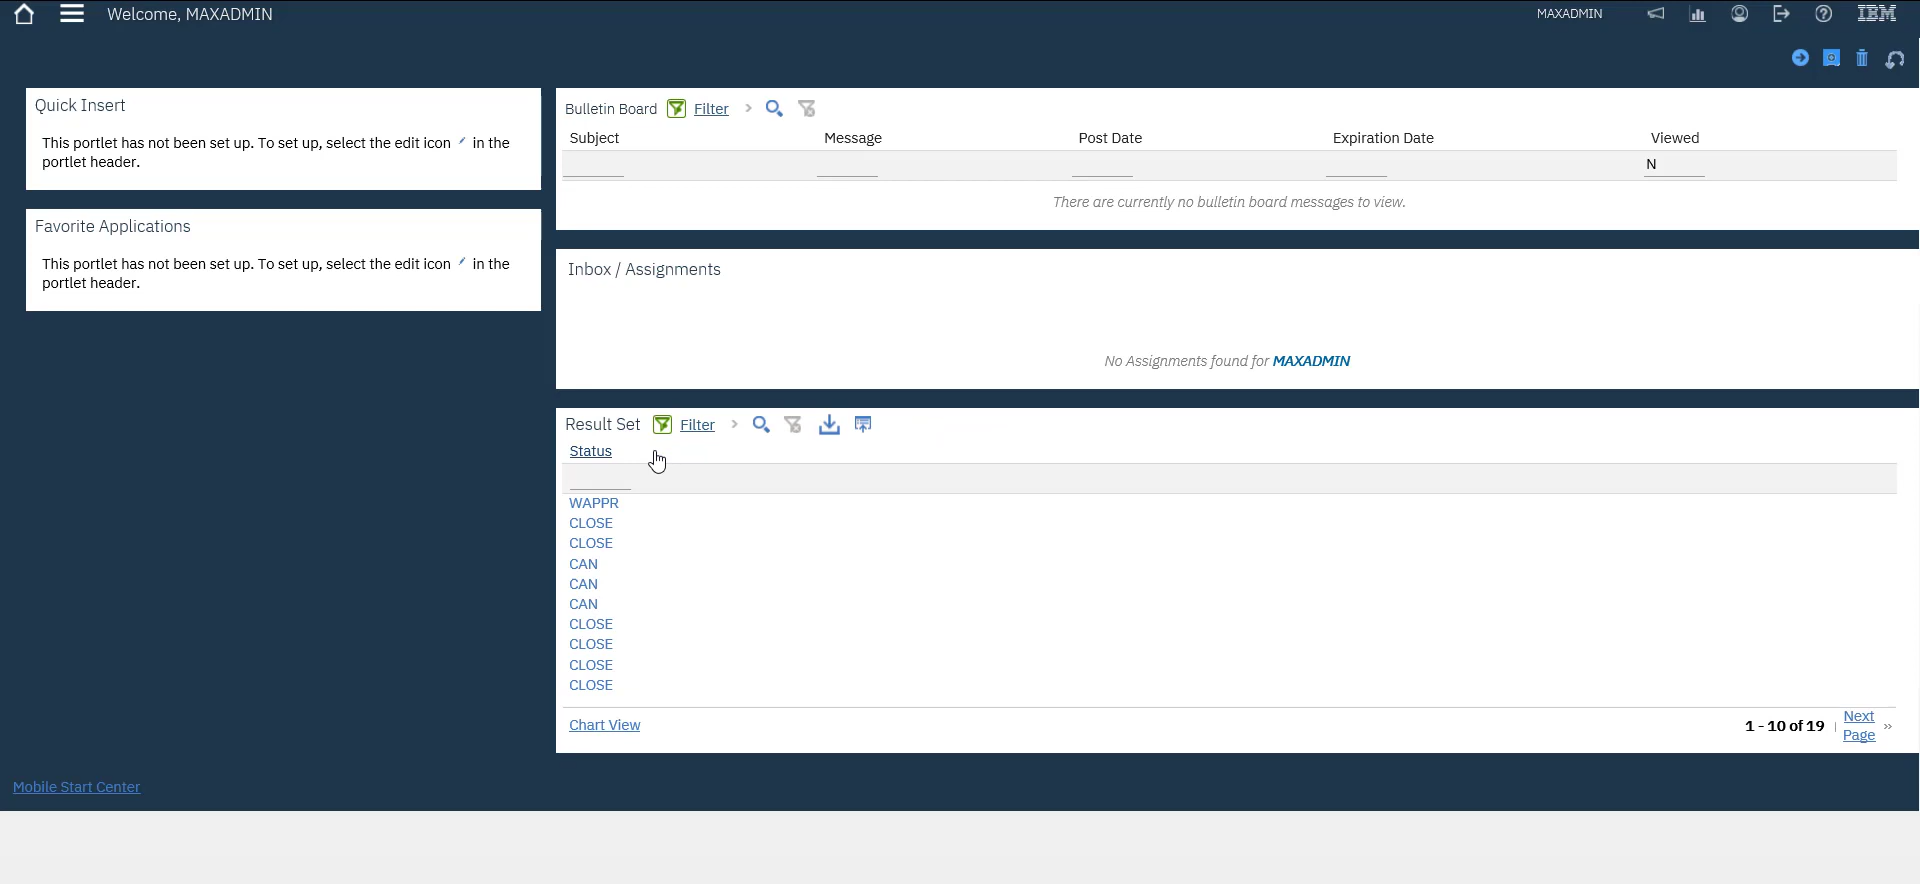 Welcome, MAXADMIN
MAXADMIN
IBM
Quick Insert
This portlet has not been set up. To set up, select the edit icon in the
portlet header.
Favorite Applications
This portlet has not been set up. To set up, select the edit icon in the
portlet header.
Bulletin Board Filter
Subject Message Post Date Expiration Date Viewed
N
There are currently no bulletin board messages to view.
Inbox / Assignments
No Assignments found for MAXADMIN
Result Set Filter
Status
WAPPR
CLOSE
CLOSE
CAN
CAN
CAN
CLOSE
CLOSE
CLOSE
CLOSE
Chart View
1 - 10 of 19 | Next
Page »
Mobile Start Center